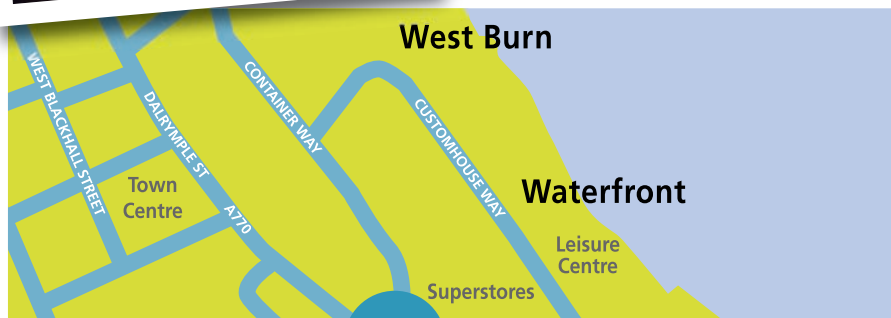 West Burn
WEST BLACKHALL STREET
DALRYMPLE ST
CONTAINER WAY
CUSTOMHOUSE WAY
Town
Centre
Waterfront
A770
Leisure
Centre
Superstores